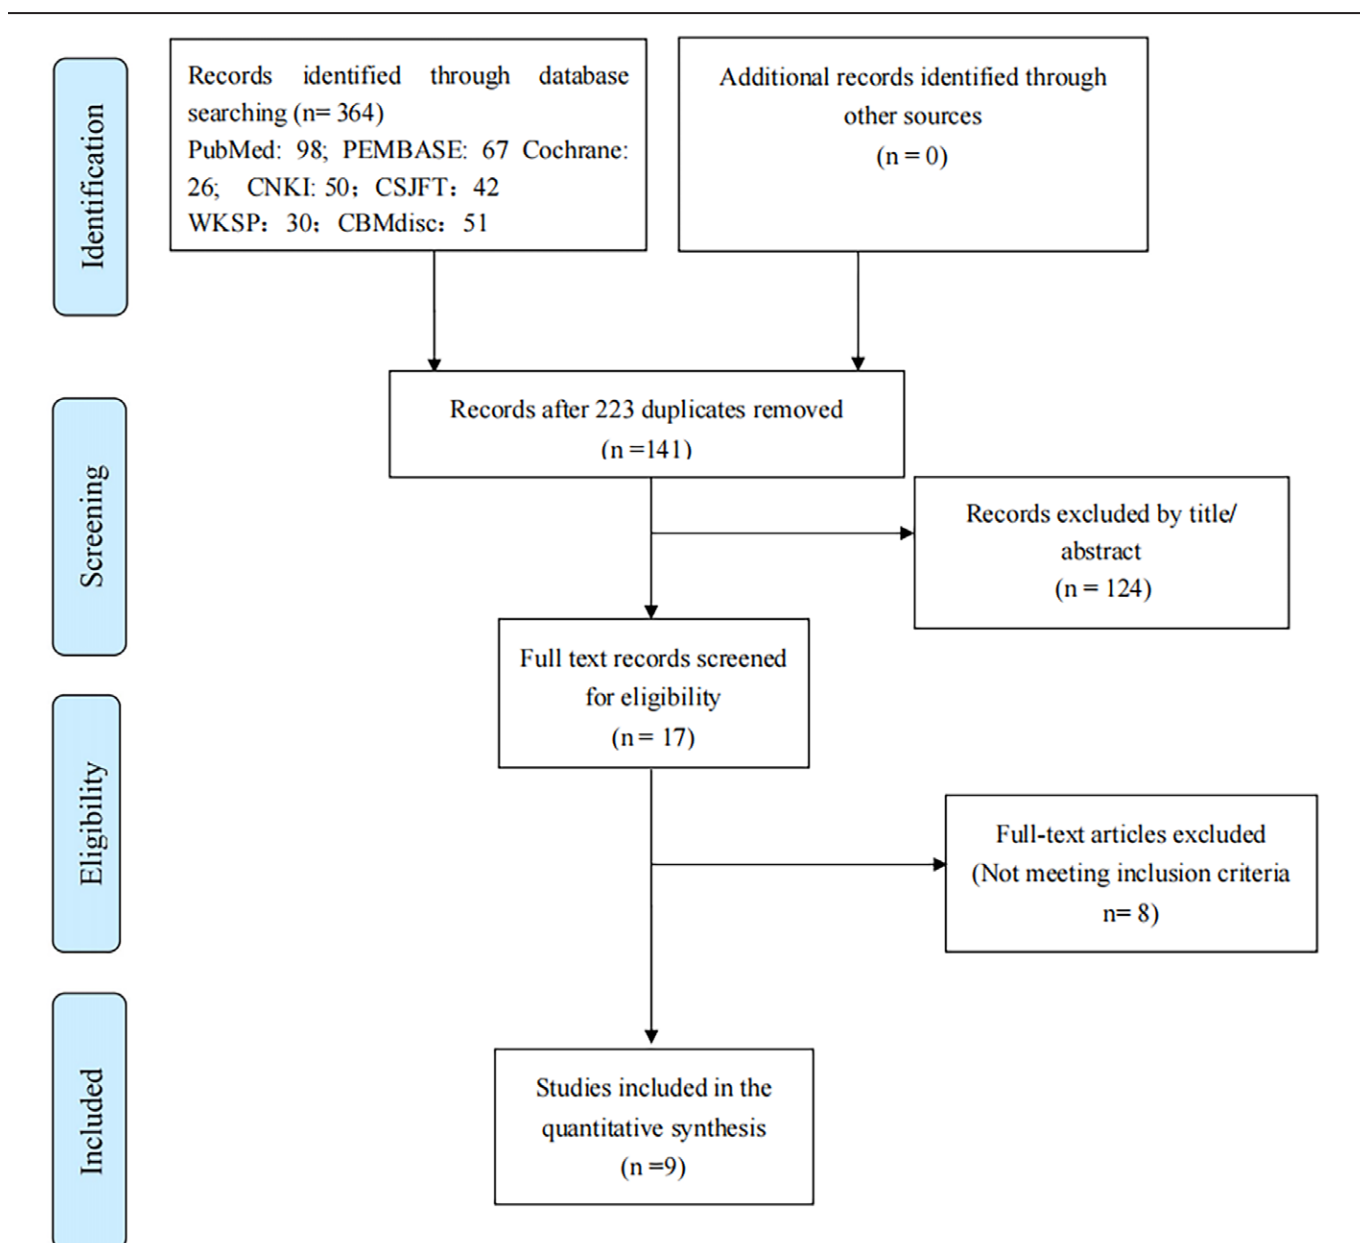 Identification
Records identified through database
searching (n= 364)
PubMed: 98; PEMBASE: 67 Cochrane:
26; CNKI: 50；CSJFT：42
WKSP：30；CBMdisc：51
Additional records identified through
other sources
(n = 0)
Screening
Records after 223 duplicates removed
(n =141)
Records excluded by title/
abstract
(n = 124)
Full text records screened
for eligibility
(n = 17)
Eligibility
Full-text articles excluded
(Not meeting inclusion criteria
n= 8)
Included
Studies included in the
quantitative synthesis
(n =9)